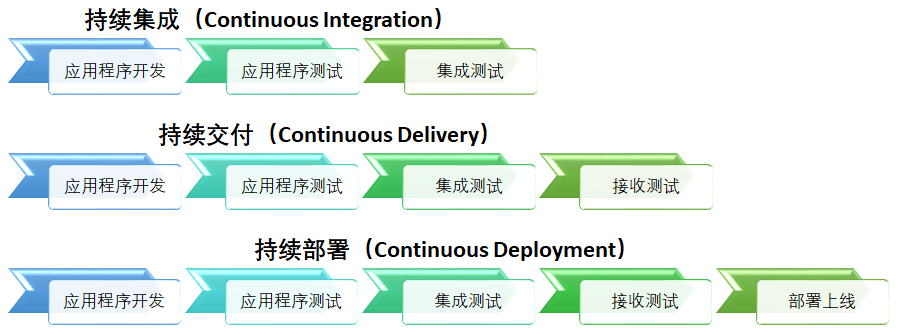 持续集成（Continuous Integration）
应用程序开发 应用程序测试 集成测试
持续交付（Continuous Delivery）
应用程序开发 应用程序测试 集成测试 接收测试
持续部署（Continuous Deployment）
应用程序开发 应用程序测试 集成测试 接收测试 部署上线